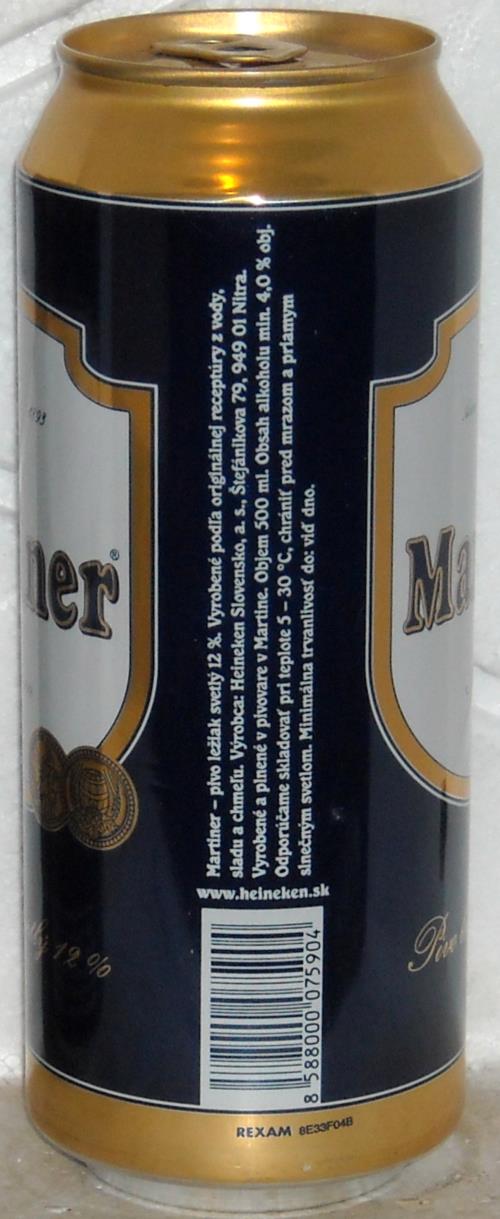 1893
ner®
Ma
Martiner – pivo ležiak svetlý 12 %. Vyrobené podľa originálnej receptúry z vody,
sladu a chmeľu. Výrobca: Heineken Slovensko, a. s., Štefánikova 79, 949 01 Nitra.
Vyrobené a plnené v pivovare v Martine. Objem 500 ml. Obsah alkoholu min. 4,0 % obj.
Odporúčame skladovať pri teplote 5 – 30 °C, chrániť pred mrazom a priamym
slnečným svetlom. Minimálna trvanlivosť do: viď dno.
www.heineken.sk
12 %
8 588000 075904
REXAM 8E33F04B